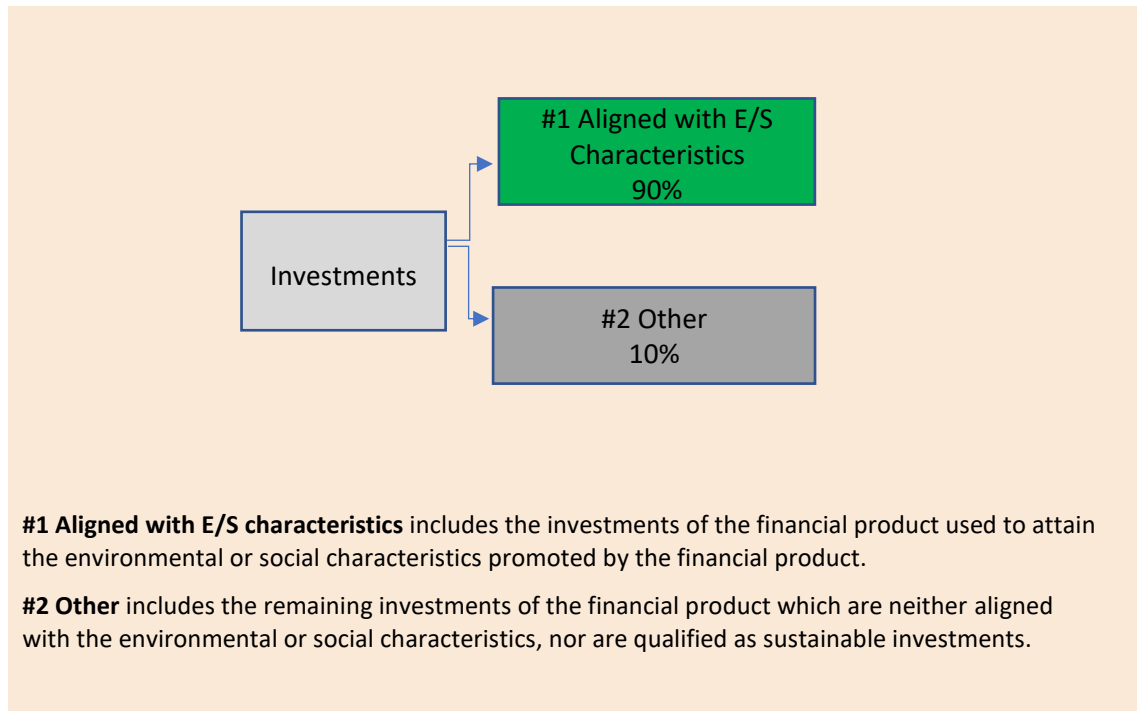 #1 Aligned with E/S
Characteristics
90%
Investments
#2 Other
10%
#1 Aligned with E/S characteristics includes the investments of the financial product used to attain
the environmental or social characteristics promoted by the financial product.
#2 Other includes the remaining investments of the financial product which are neither aligned
with the environmental or social characteristics, nor are qualified as sustainable investments.